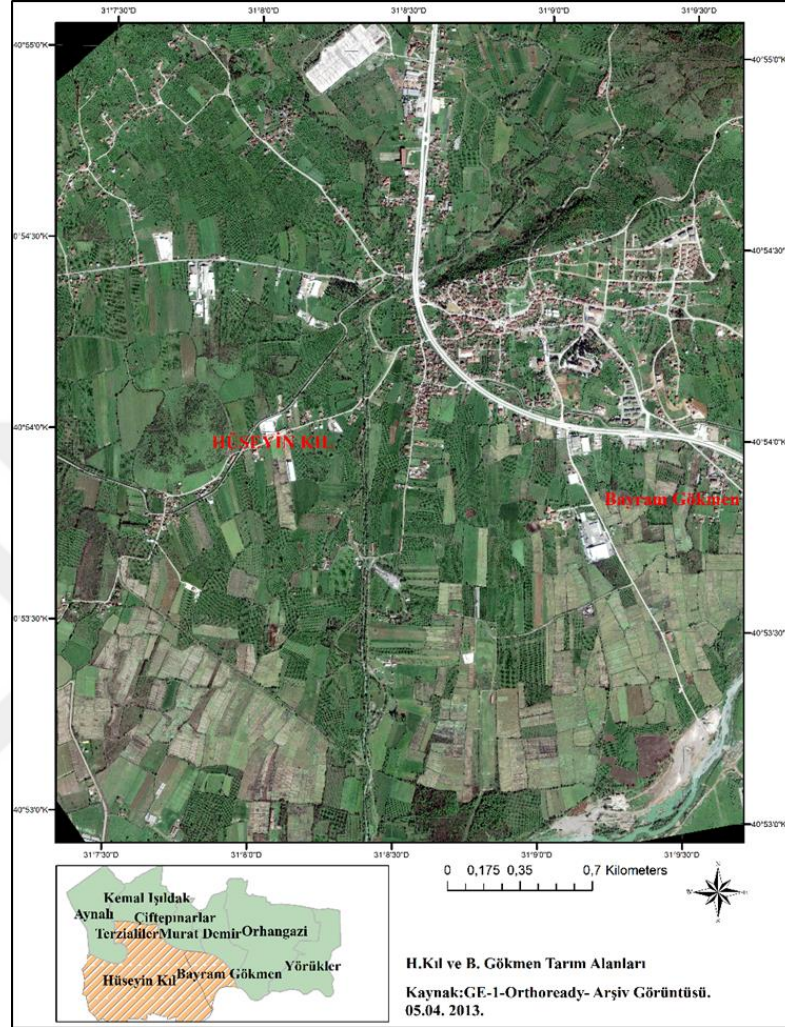 31°7'30"D 31°8'0"D 31°8'30"D 31°9'0"D 31°9'30"D
40°55'0"K
40°55'0"K
0°54'30"K
40°54'30"K
40°54'0"K
40°54'0"K
HÜSEYİN KIL
Bayram Gökmen
0°53'30"K
40°53'30"K
40°53'0"K
40°53'0"K
31°7'30"D 31°8'0"D 31°8'30"D 31°9'0"D 31°9'30"D
0 0,175 0,35 0,7 Kilometers
N
Kemal Işıldak
Aynalı
Çiftepınarlar
Terzialiler Murat Demir Orhangazi
Hüseyin Kıl Bayram Gökmen Yörükler
H.Kıl ve B. Gökmen Tarım Alanları
Kaynak:GE-1-Orthoready- Arşiv Görüntüsü.
05.04. 2013.